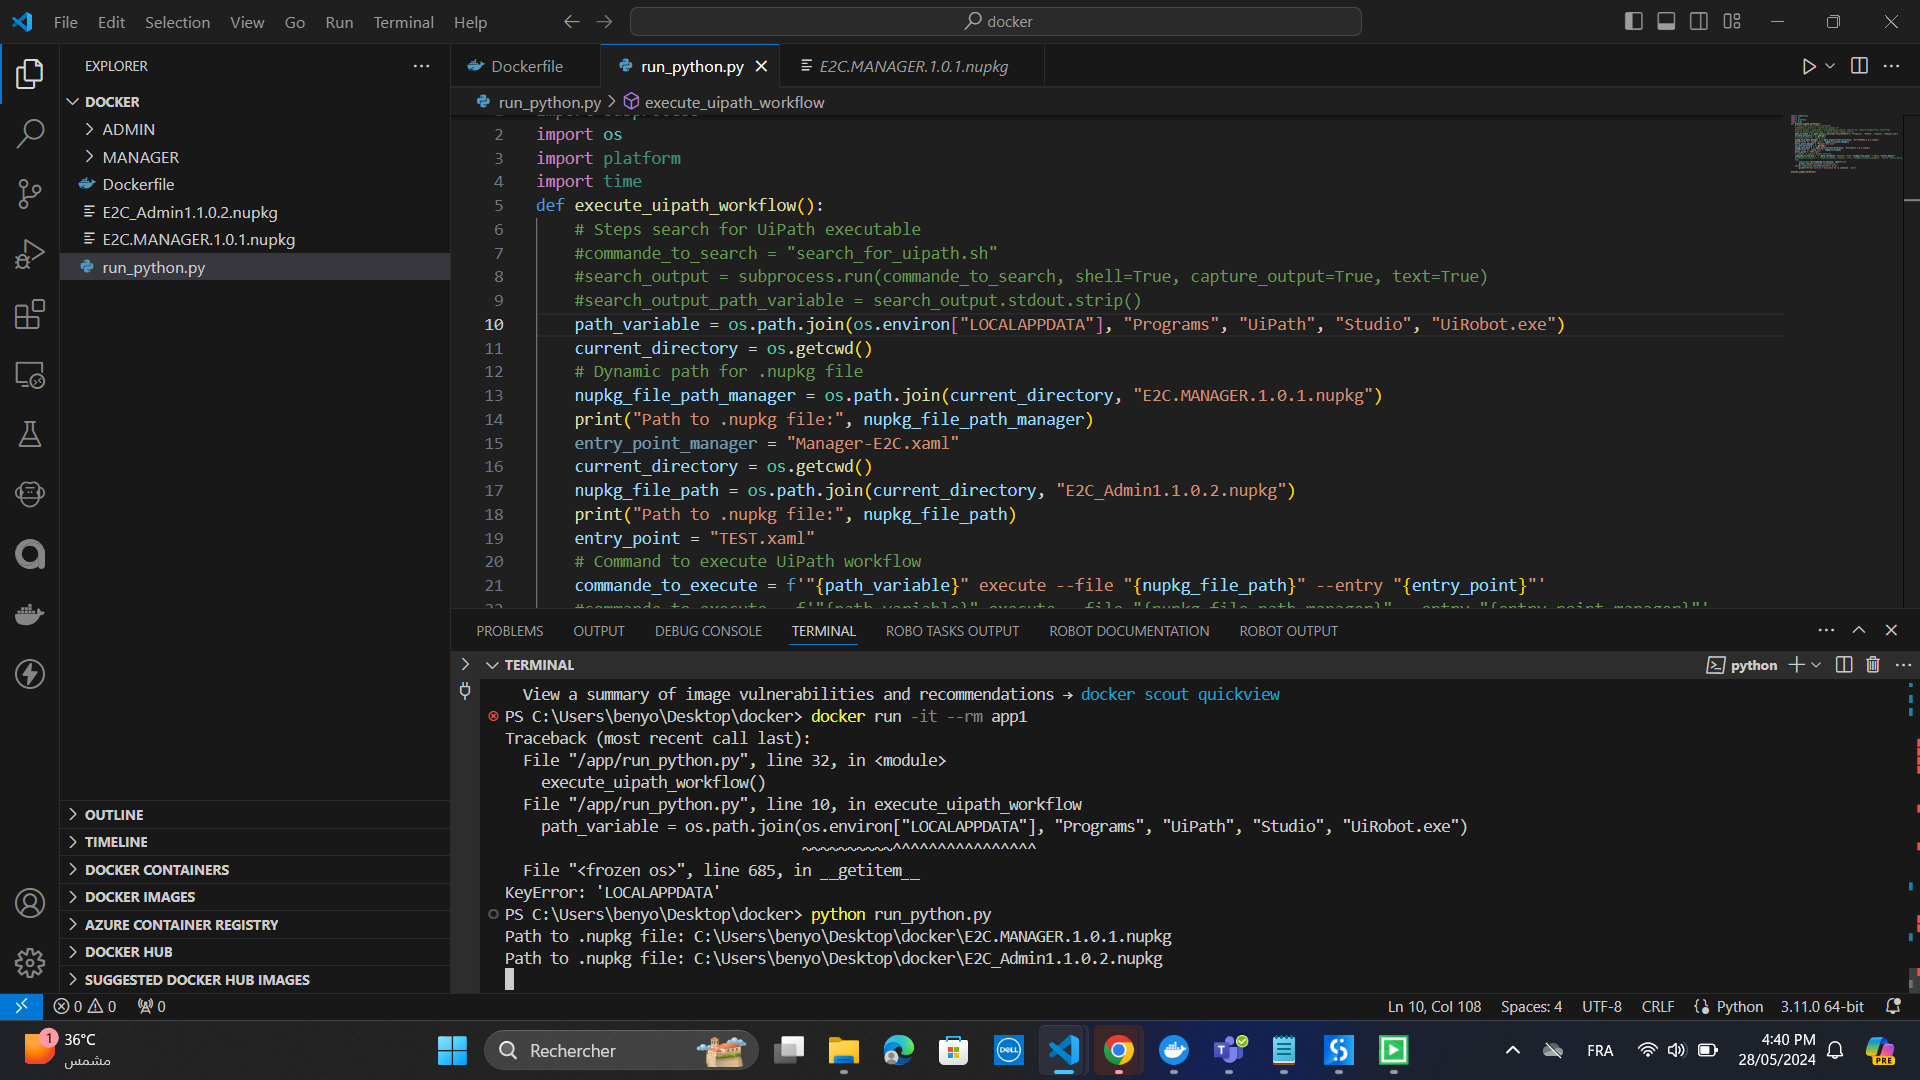 File Edit Selection View Go Run Terminal Help
docker
EXPLORER
DOCKER
ADMIN
MANAGER
Dockerfile
E2C_Admin1.1.0.2.nupkg
E2C.MANAGER.1.0.1.nupkg
run_python.py
OUTLINE
TIMELINE
DOCKER CONTAINERS
DOCKER IMAGES
AZURE CONTAINER REGISTRY
DOCKER HUB
SUGGESTED DOCKER HUB IMAGES
Dockerfile run_python.py E2C.MANAGER.1.0.1.nupkg
run_python.py > execute_uipath_workflow
2 import os
3 import platform
4 import time
5 def execute_uipath_workflow():
6 # Steps search for UiPath executable
7 #commande_to_search = "search_for_uipath.sh"
8 #search_output = subprocess.run(commande_to_search, shell=True, capture_output=True, text=True)
9 #search_output_path_variable = search_output.stdout.strip()
10 path_variable = os.path.join(os.environ["LOCALAPPDATA"], "Programs", "UiPath", "Studio", "UiRobot.exe")
11 current_directory = os.getcwd()
12 # Dynamic path for .nupkg file
13 nupkg_file_path_manager = os.path.join(current_directory, "E2C.MANAGER.1.0.1.nupkg")
14 print("Path to .nupkg file:", nupkg_file_path_manager)
15 entry_point_manager = "Manager-E2C.xaml"
16 current_directory = os.getcwd()
17 nupkg_file_path = os.path.join(current_directory, "E2C_Admin1.1.0.2.nupkg")
18 print("Path to .nupkg file:", nupkg_file_path)
19 entry_point = "TEST.xaml"
20 # Command to execute UiPath workflow
21 commande_to_execute = f'"{path_variable}" execute --file "{nupkg_file_path}" --entry "{entry_point}"'
PROBLEMS OUTPUT DEBUG CONSOLE TERMINAL ROBO TASKS OUTPUT ROBOT DOCUMENTATION ROBOT OUTPUT
TERMINAL
python
View a summary of image vulnerabilities and recommendations → docker scout quickview
PS C:\Users\benyo\Desktop\docker> docker run -it --rm app1
Traceback (most recent call last):
File "/app/run_python.py", line 32, in <module>
execute_uipath_workflow()
File "/app/run_python.py", line 10, in execute_uipath_workflow
path_variable = os.path.join(os.environ["LOCALAPPDATA"], "Programs", "UiPath", "Studio", "UiRobot.exe")
~~~~~~~~~~^^^^^^^^^^^^^^^^
File "<frozen os>", line 685, in __getitem__
KeyError: 'LOCALAPPDATA'
PS C:\Users\benyo\Desktop\docker> python run_python.py
Path to .nupkg file: C:\Users\benyo\Desktop\docker\E2C.MANAGER.1.0.1.nupkg
Path to .nupkg file: C:\Users\benyo\Desktop\docker\E2C_Admin1.1.0.2.nupkg
0 0 0
Ln 10, Col 108 Spaces: 4 UTF-8 CRLF Python 3.11.0 64-bit
1
36°C
مشمس
Rechercher
DELL
FRA
4:40 PM
28/05/2024
PRE